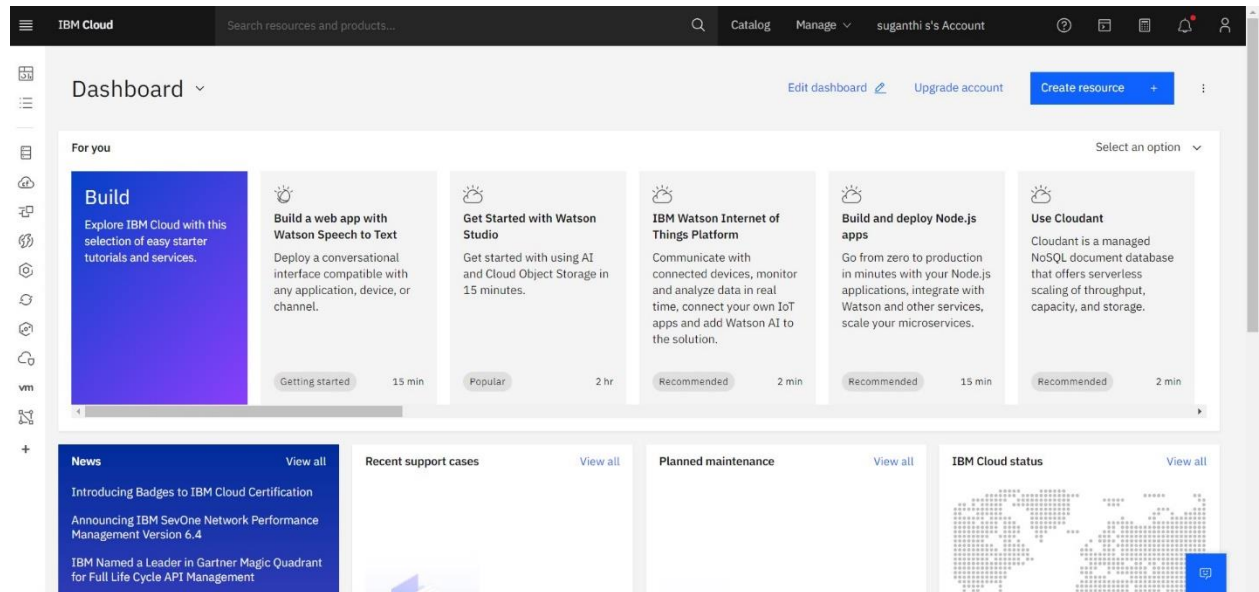 IBM Cloud
Search resources and products...
Catalog
Manage
suganthi s's Account
Dashboard
Edit dashboard
Upgrade account
Create resource +
For you
Select an option
Build
Explore IBM Cloud with this
selection of easy starter
tutorials and services.
Build a web app with
Watson Speech to Text
Deploy a conversational
interface compatible with
any application, device, or
channel.
Getting started
15 min
Get Started with Watson
Studio
Get started with using AI
and Cloud Object Storage in
15 minutes.
Popular
2 hr
IBM Watson Internet of
Things Platform
Communicate with
connected devices, monitor
and analyze data in real
time, connect your own IoT
apps and add Watson AI to
the solution.
Recommended
2 min
Build and deploy Node.js
apps
Go from zero to production
in minutes with your Node.js
applications, integrate with
Watson and other services,
scale your microservices.
Recommended
15 min
Use Cloudant
Cloudant is a managed
NoSQL document database
that offers serverless
scaling of throughput,
capacity, and storage.
Recommended
2 min
vm
News
View all
Introducing Badges to IBM Cloud Certification
Announcing IBM SevOne Network Performance
Management Version 6.4
IBM Named a Leader in Gartner Magic Quadrant
for Full Life Cycle API Management
Recent support cases
View all
Planned maintenance
View all
IBM Cloud status
View all